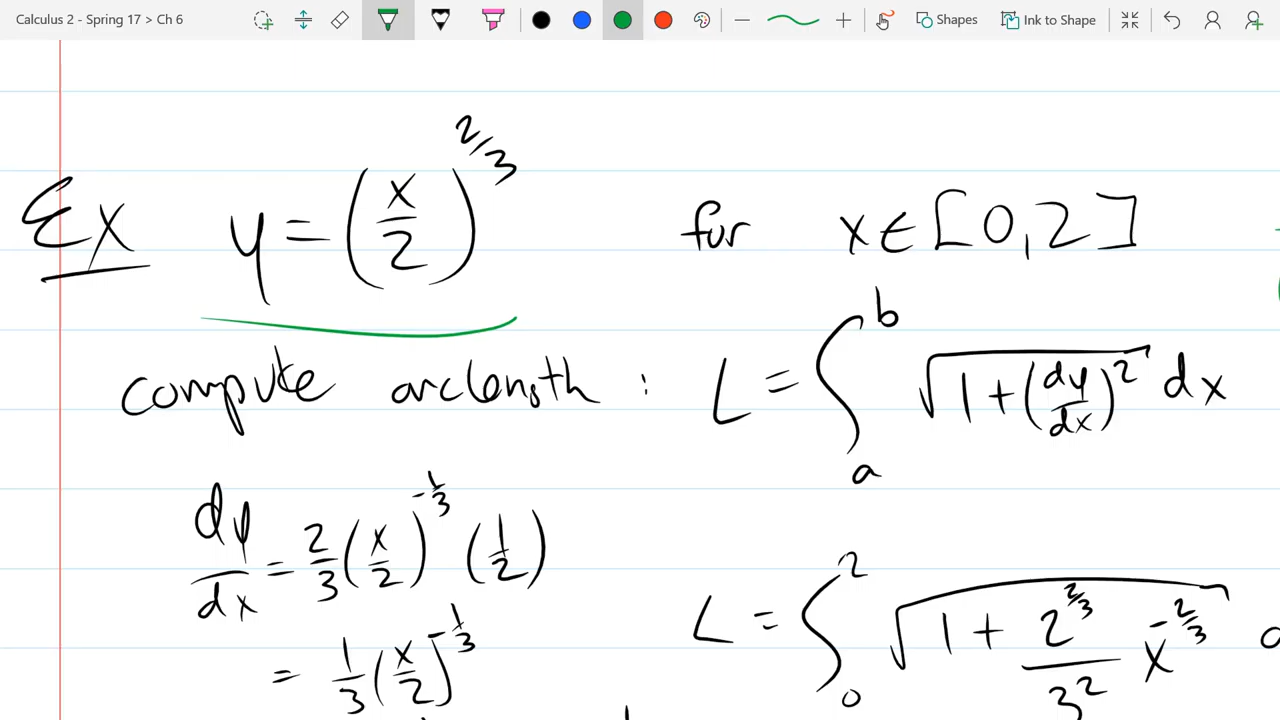 Calculus 2 - Spring 17 > Ch 6
Shapes
Ink to Shape
Ex y = (x/2)^2/3 for x ∈ [0,2]
compute arclength : L = ∫_a^b √(1 + (dy/dx)^2) dx
dy/dx = 2/3 (x/2)^-1/3 (1/2)
L = ∫_0^2 √(1 + 2^2/3 / 3^2 x^-2/3)
= 1/3 (x/2)^-1/3